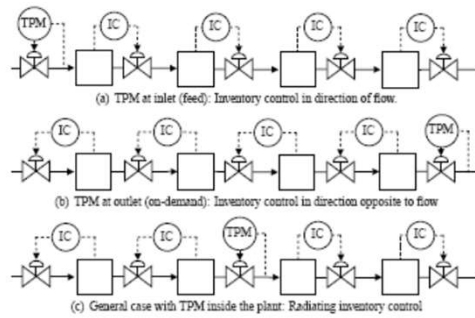 TPM IC IC IC IC
(a) TPM at inlet (feed): Inventory control in direction of flow.
IC IC IC IC TPM
(b) TPM at outlet (on-demand): Inventory control in direction opposite to flow
IC IC TPM IC IC
(c) General case with TPM inside the plant: Radiating inventory control